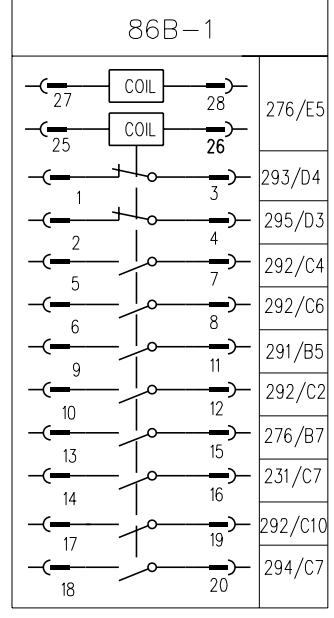 86B-1
COIL
27 28
276/E5
COIL
25 26
293/D4
1 3
295/D3
2 4
292/C4
5 7
292/C6
6 8
291/B5
9 11
292/C2
10 12
276/B7
13 15
231/C7
14 16
292/C10
17 19
294/C7
18 20